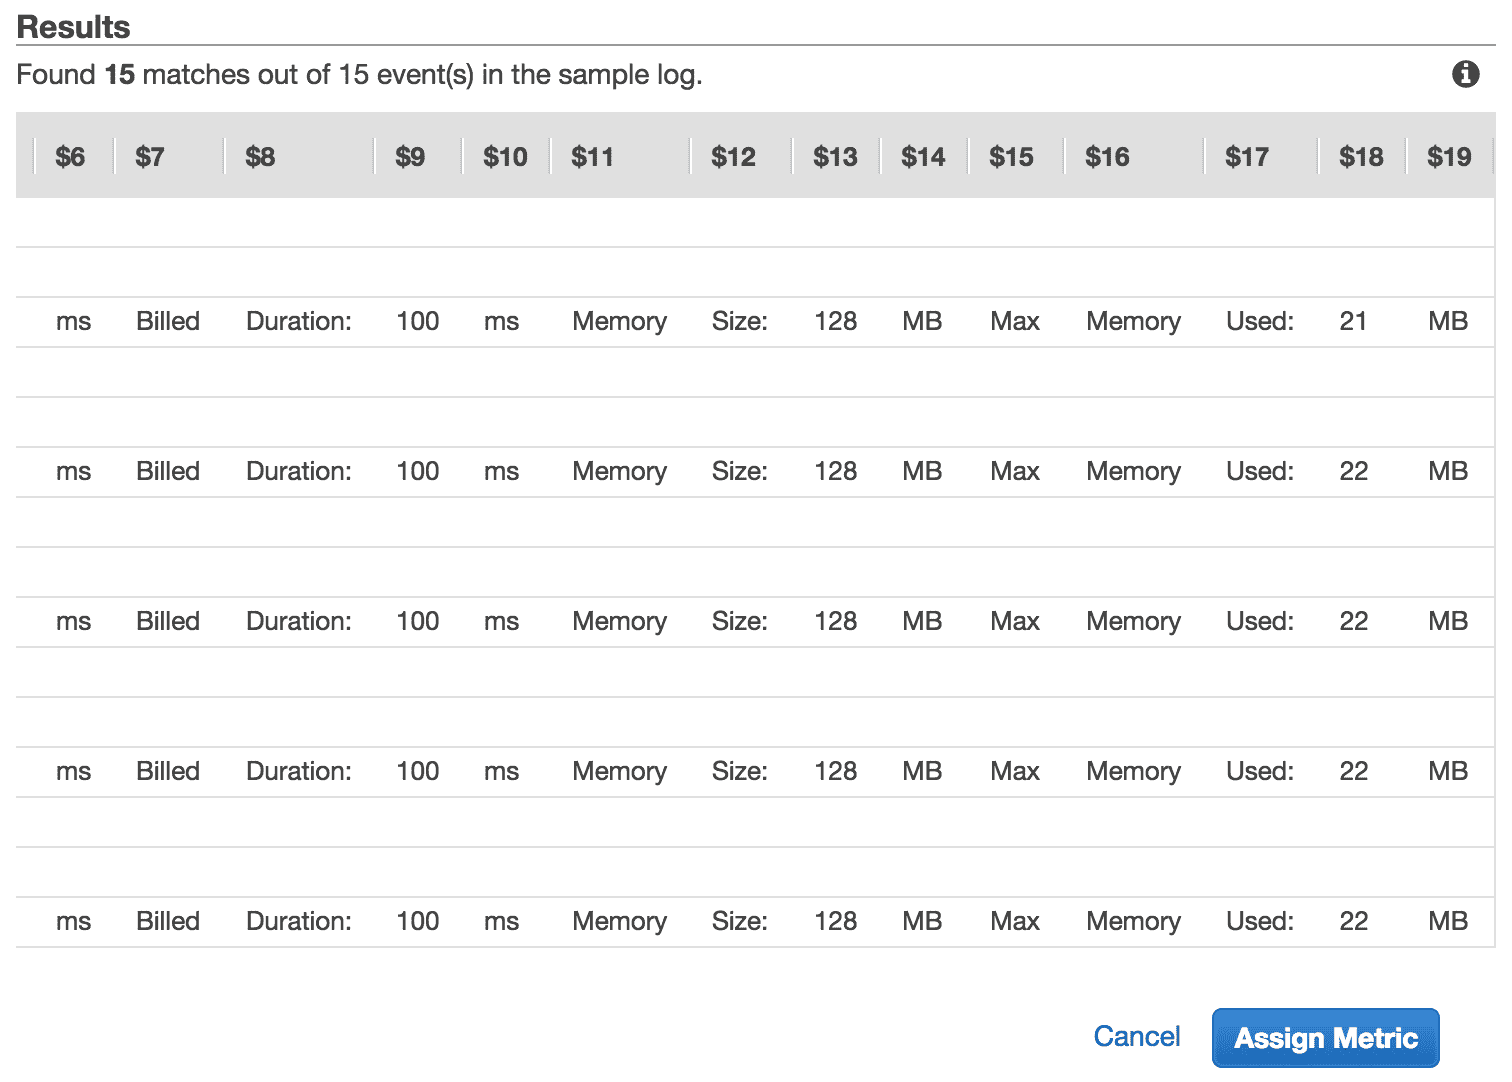 Results
Found 15 matches out of 15 event(s) in the sample log.
$6 $7 $8 $9 $10 $11 $12 $13 $14 $15 $16 $17 $18 $19
ms Billed Duration: 100 ms Memory Size: 128 MB Max Memory Used: 21 MB
ms Billed Duration: 100 ms Memory Size: 128 MB Max Memory Used: 22 MB
ms Billed Duration: 100 ms Memory Size: 128 MB Max Memory Used: 22 MB
ms Billed Duration: 100 ms Memory Size: 128 MB Max Memory Used: 22 MB
ms Billed Duration: 100 ms Memory Size: 128 MB Max Memory Used: 22 MB
Cancel Assign Metric